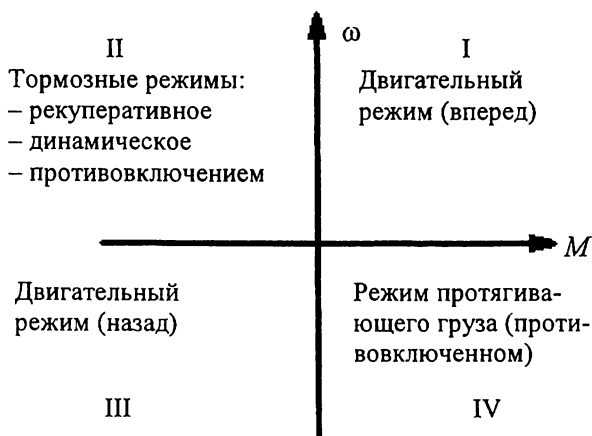 II
Тормозные режимы:
– рекуперативное
– динамическое
– противовключением
ω
I
Двигательный
режим (вперед)
M
Двигательный
режим (назад)
III
Режим протягива-
ющего груза (проти-
вовключенном)
IV